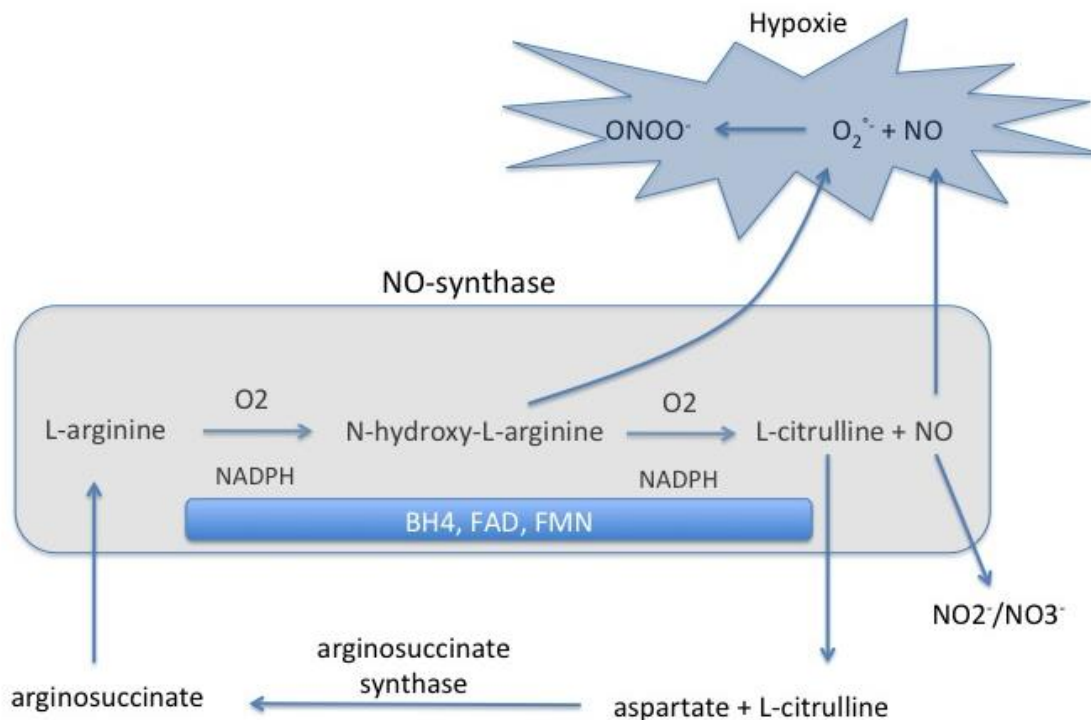 Hypoxie
ONOO⁻
O₂°⁻ + NO
NO-synthase
O2
O2
L-arginine
N-hydroxy-L-arginine
L-citrulline + NO
NADPH
NADPH
BH4, FAD, FMN
NO2⁻/NO3⁻
arginosuccinate
synthase
arginosuccinate
aspartate + L-citrulline